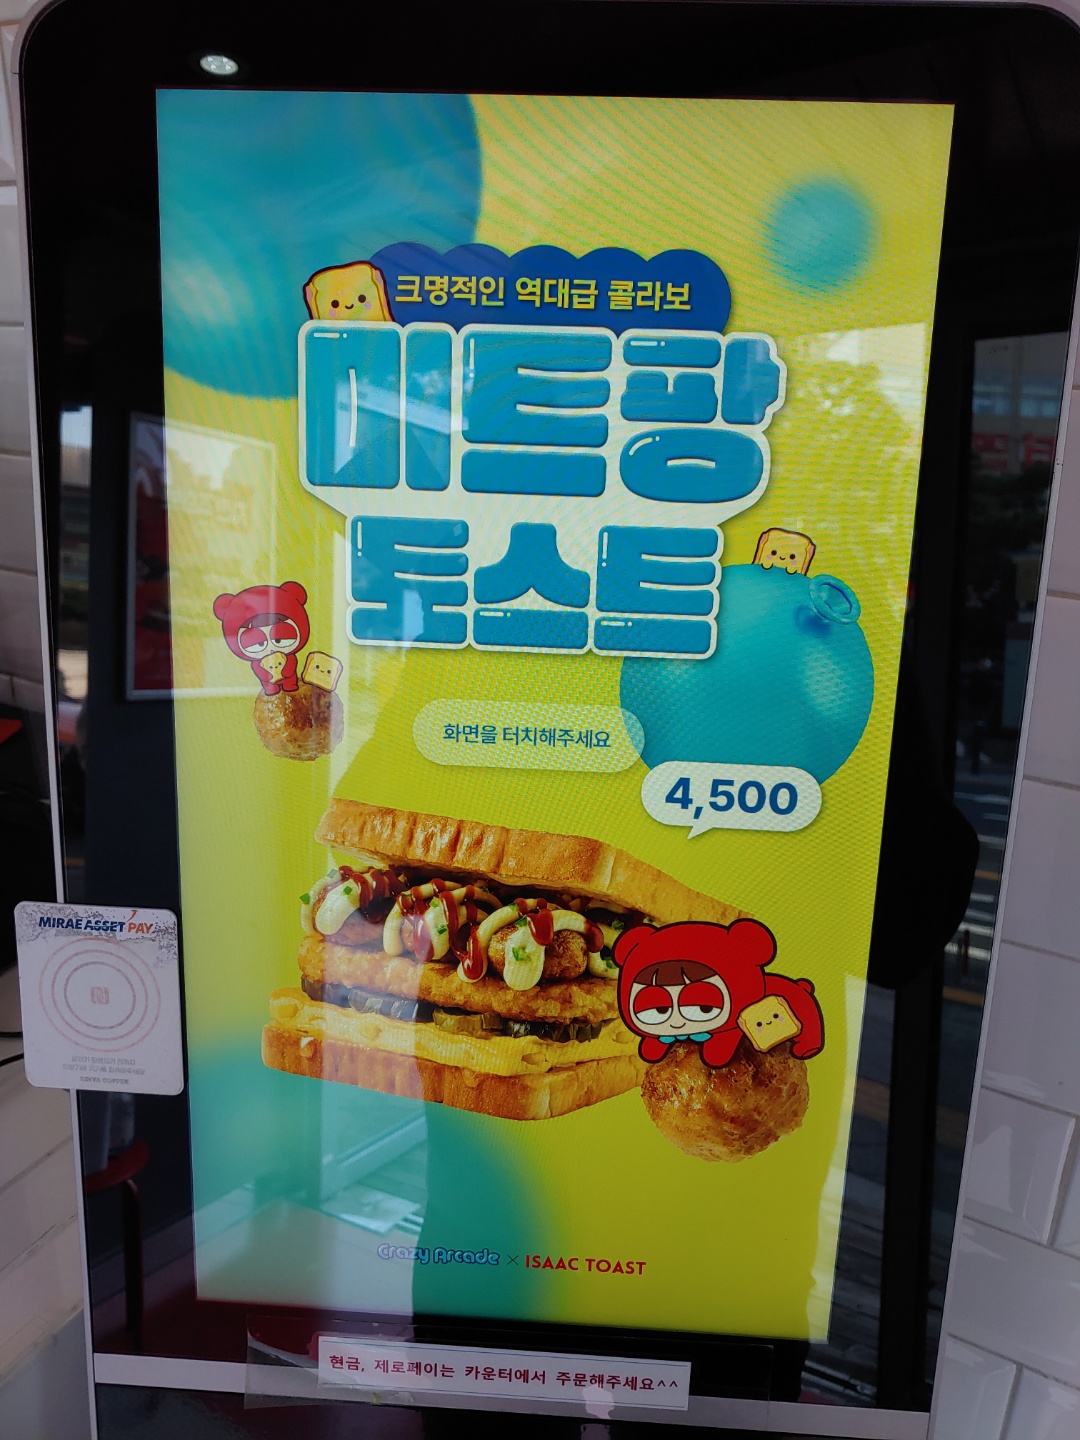 크명적인 역대급 콜라보
미트팡
토스트
화면을 터치해주세요
4,500
MIRAE ASSET PAY
Crazy Arcade × ISAAC TOAST
현금, 제로페이는 카운터에서 주문해주세요^^